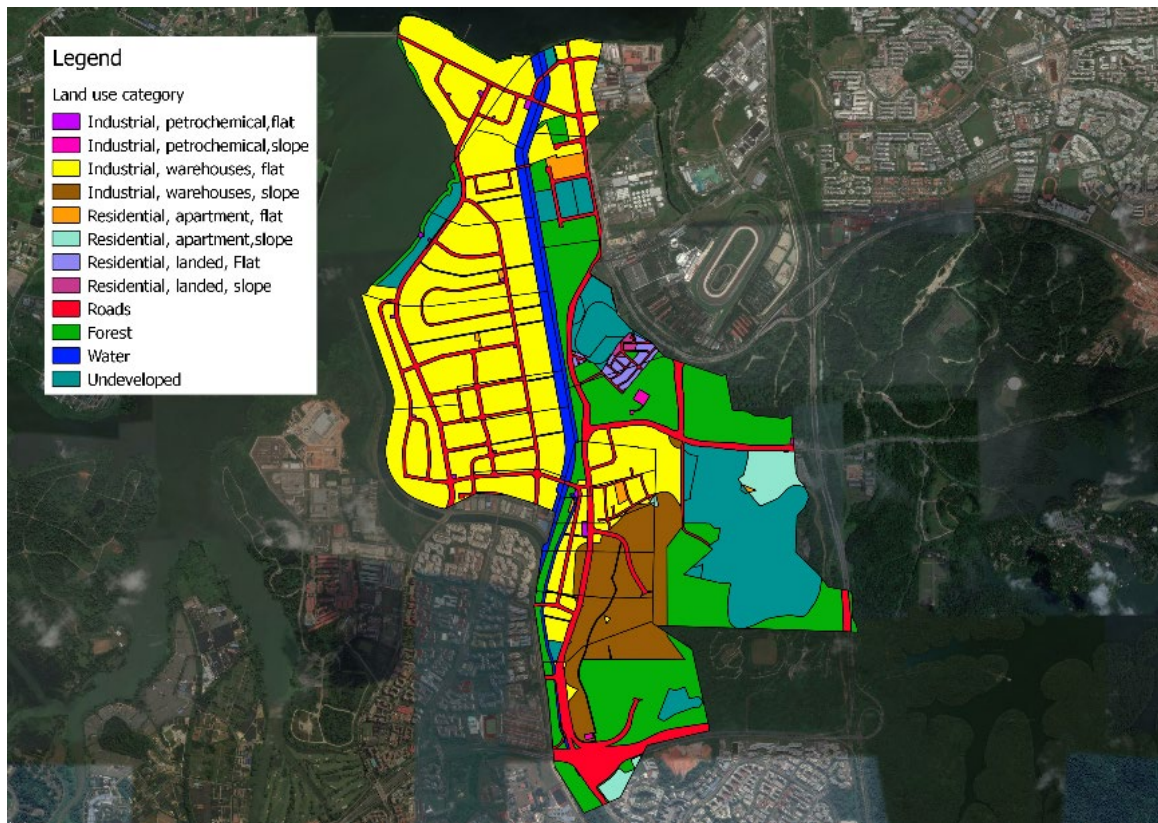 Legend
Land use category
Industrial, petrochemical,flat
Industrial, petrochemical,slope
Industrial, warehouses, flat
Industrial, warehouses, slope
Residential, apartment, flat
Residential, apartment,slope
Residential, landed, Flat
Residential, landed, slope
Roads
Forest
Water
Undeveloped